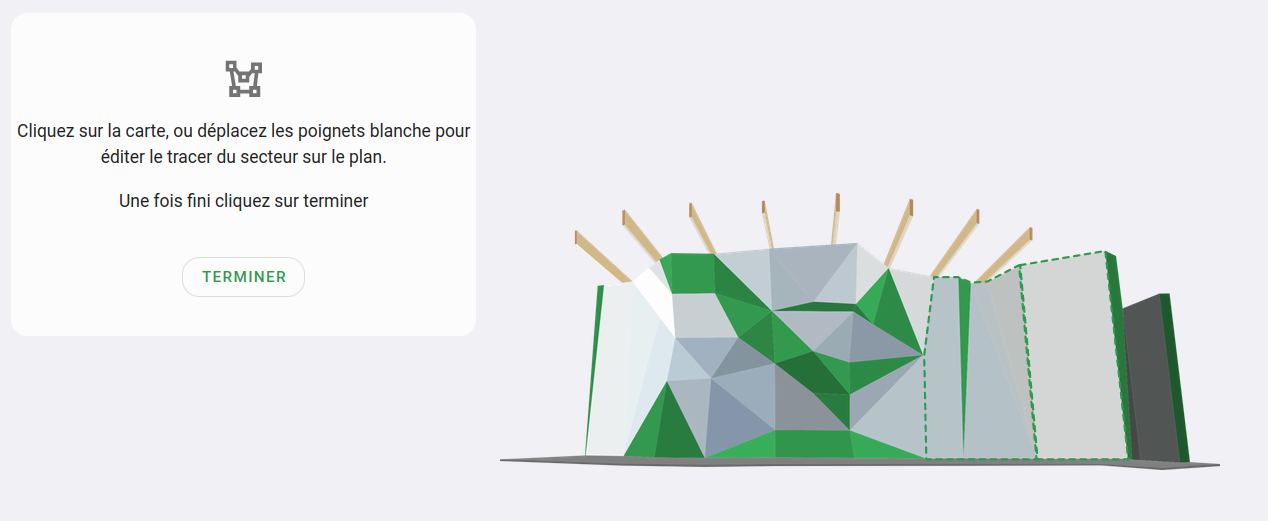 Cliquez sur la carte, ou déplacez les poignets blanche pour
éditer le tracer du secteur sur le plan.
Une fois fini cliquez sur terminer
TERMINER